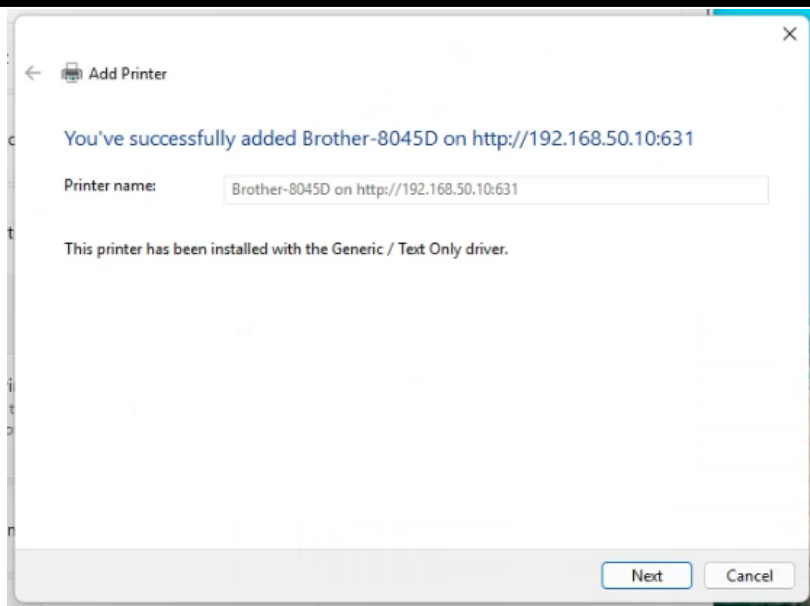 Add Printer
You've successfully added Brother-8045D on http://192.168.50.10:631
Printer name:
Brother-8045D on http://192.168.50.10:631
This printer has been installed with the Generic / Text Only driver.
Next
Cancel